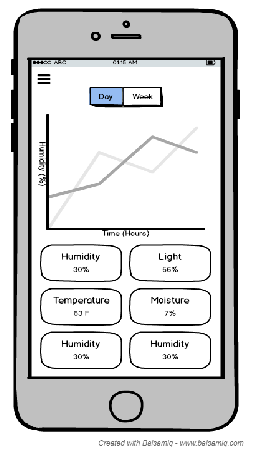 ABC 01:15 AM
Day Week
Humidity (%)
Time (Hours)
Humidity Light
30% 56%
Temperature Moisture
63 F 7%
Humidity Humidity
30% 30%
Created with Balsamiq - www.balsamiq.com